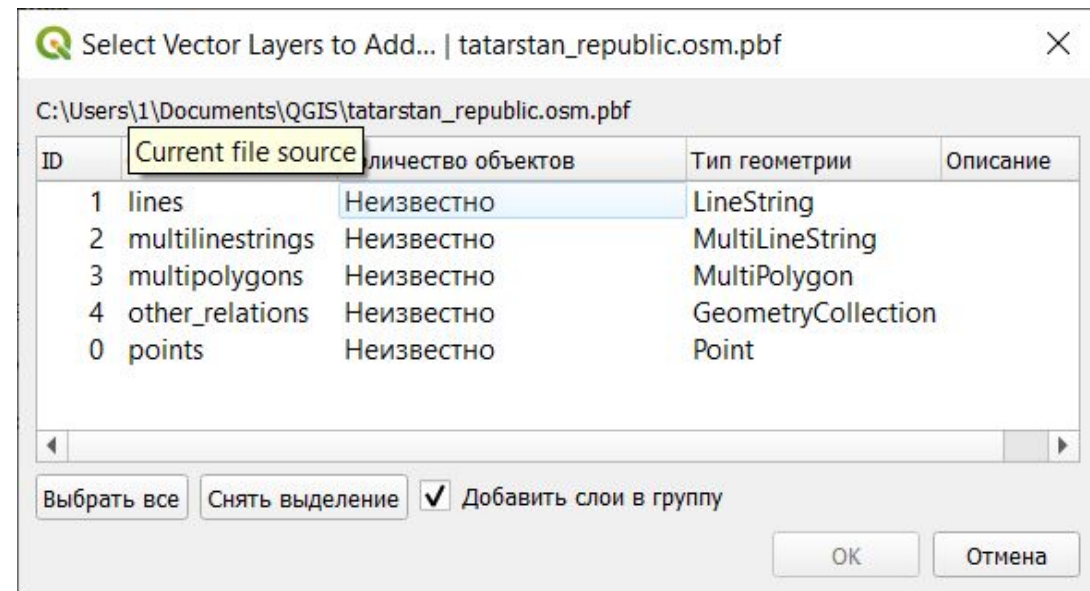 Select Vector Layers to Add... | tatarstan_republic.osm.pbf
C:\Users\1\Documents\QGIS\tatarstan_republic.osm.pbf
Current file source
ID оличество объектов Тип геометрии Описание
1 lines Неизвестно LineString
2 multilinestrings Неизвестно MultiLineString
3 multipolygons Неизвестно MultiPolygon
4 other_relations Неизвестно GeometryCollection
0 points Неизвестно Point
Выбрать все Снять выделение Добавить слои в группу
OK Отмена